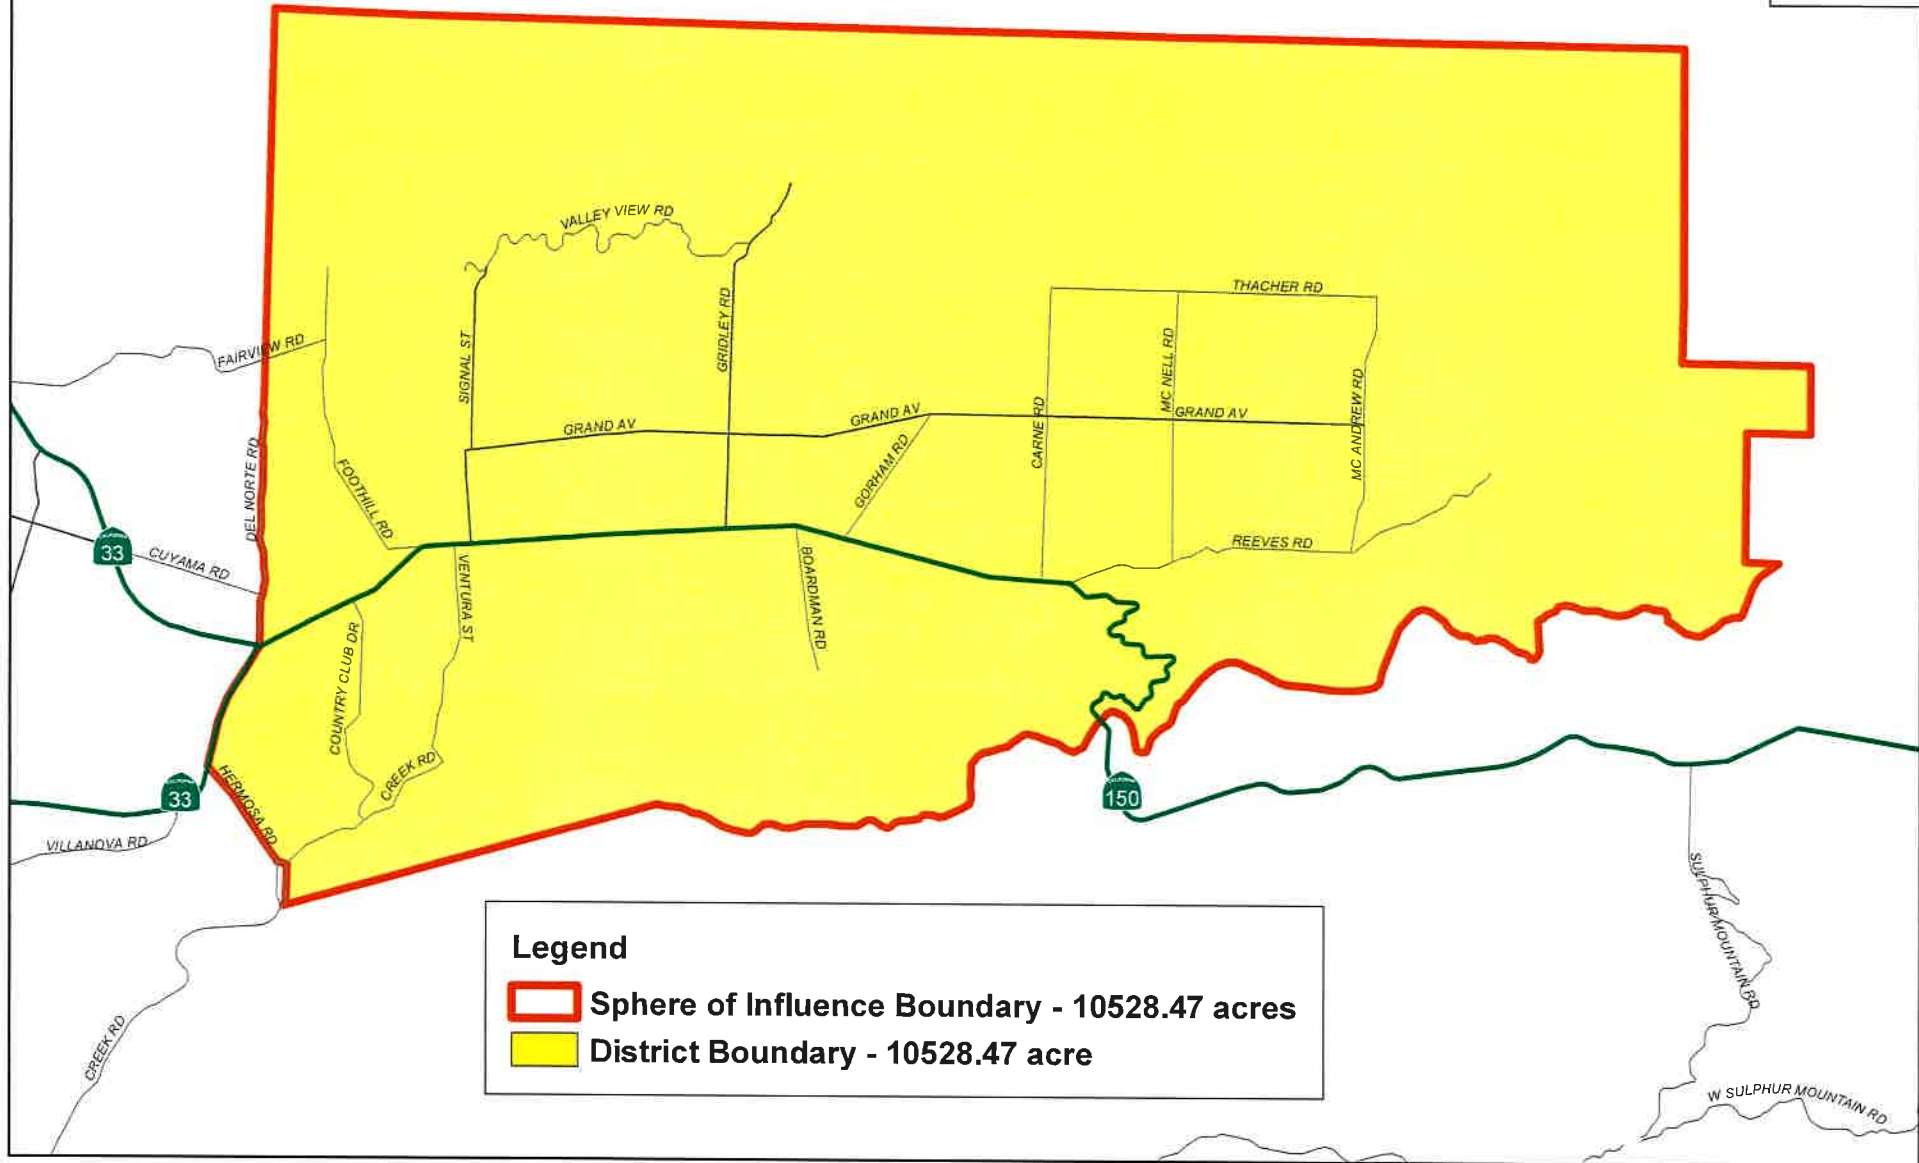 VALLEY VIEW RD
THACHER RD
FAIRVIEW RD
SIGNAL ST
GRIDLEY RD
MC NELL RD
MC ANDREW RD
CARNE RD
GRAND AV
GRAND AV
GRAND AV
GORHAM RD
DEL NORTE RD
FOOTHILL RD
CALIFORNIA
33
CUYAMA RD
REEVES RD
VENTURA ST
BOARDMAN RD
COUNTRY CLUB DR
CREEK RD
CALIFORNIA
33
HERMOSA RD
CALIFORNIA
150
VILLANOVA RD
SULPHUR MOUNTAIN RD
CREEK RD
W SULPHUR MOUNTAIN RD
Legend
Sphere of Influence Boundary - 10528.47 acres
District Boundary - 10528.47 acre